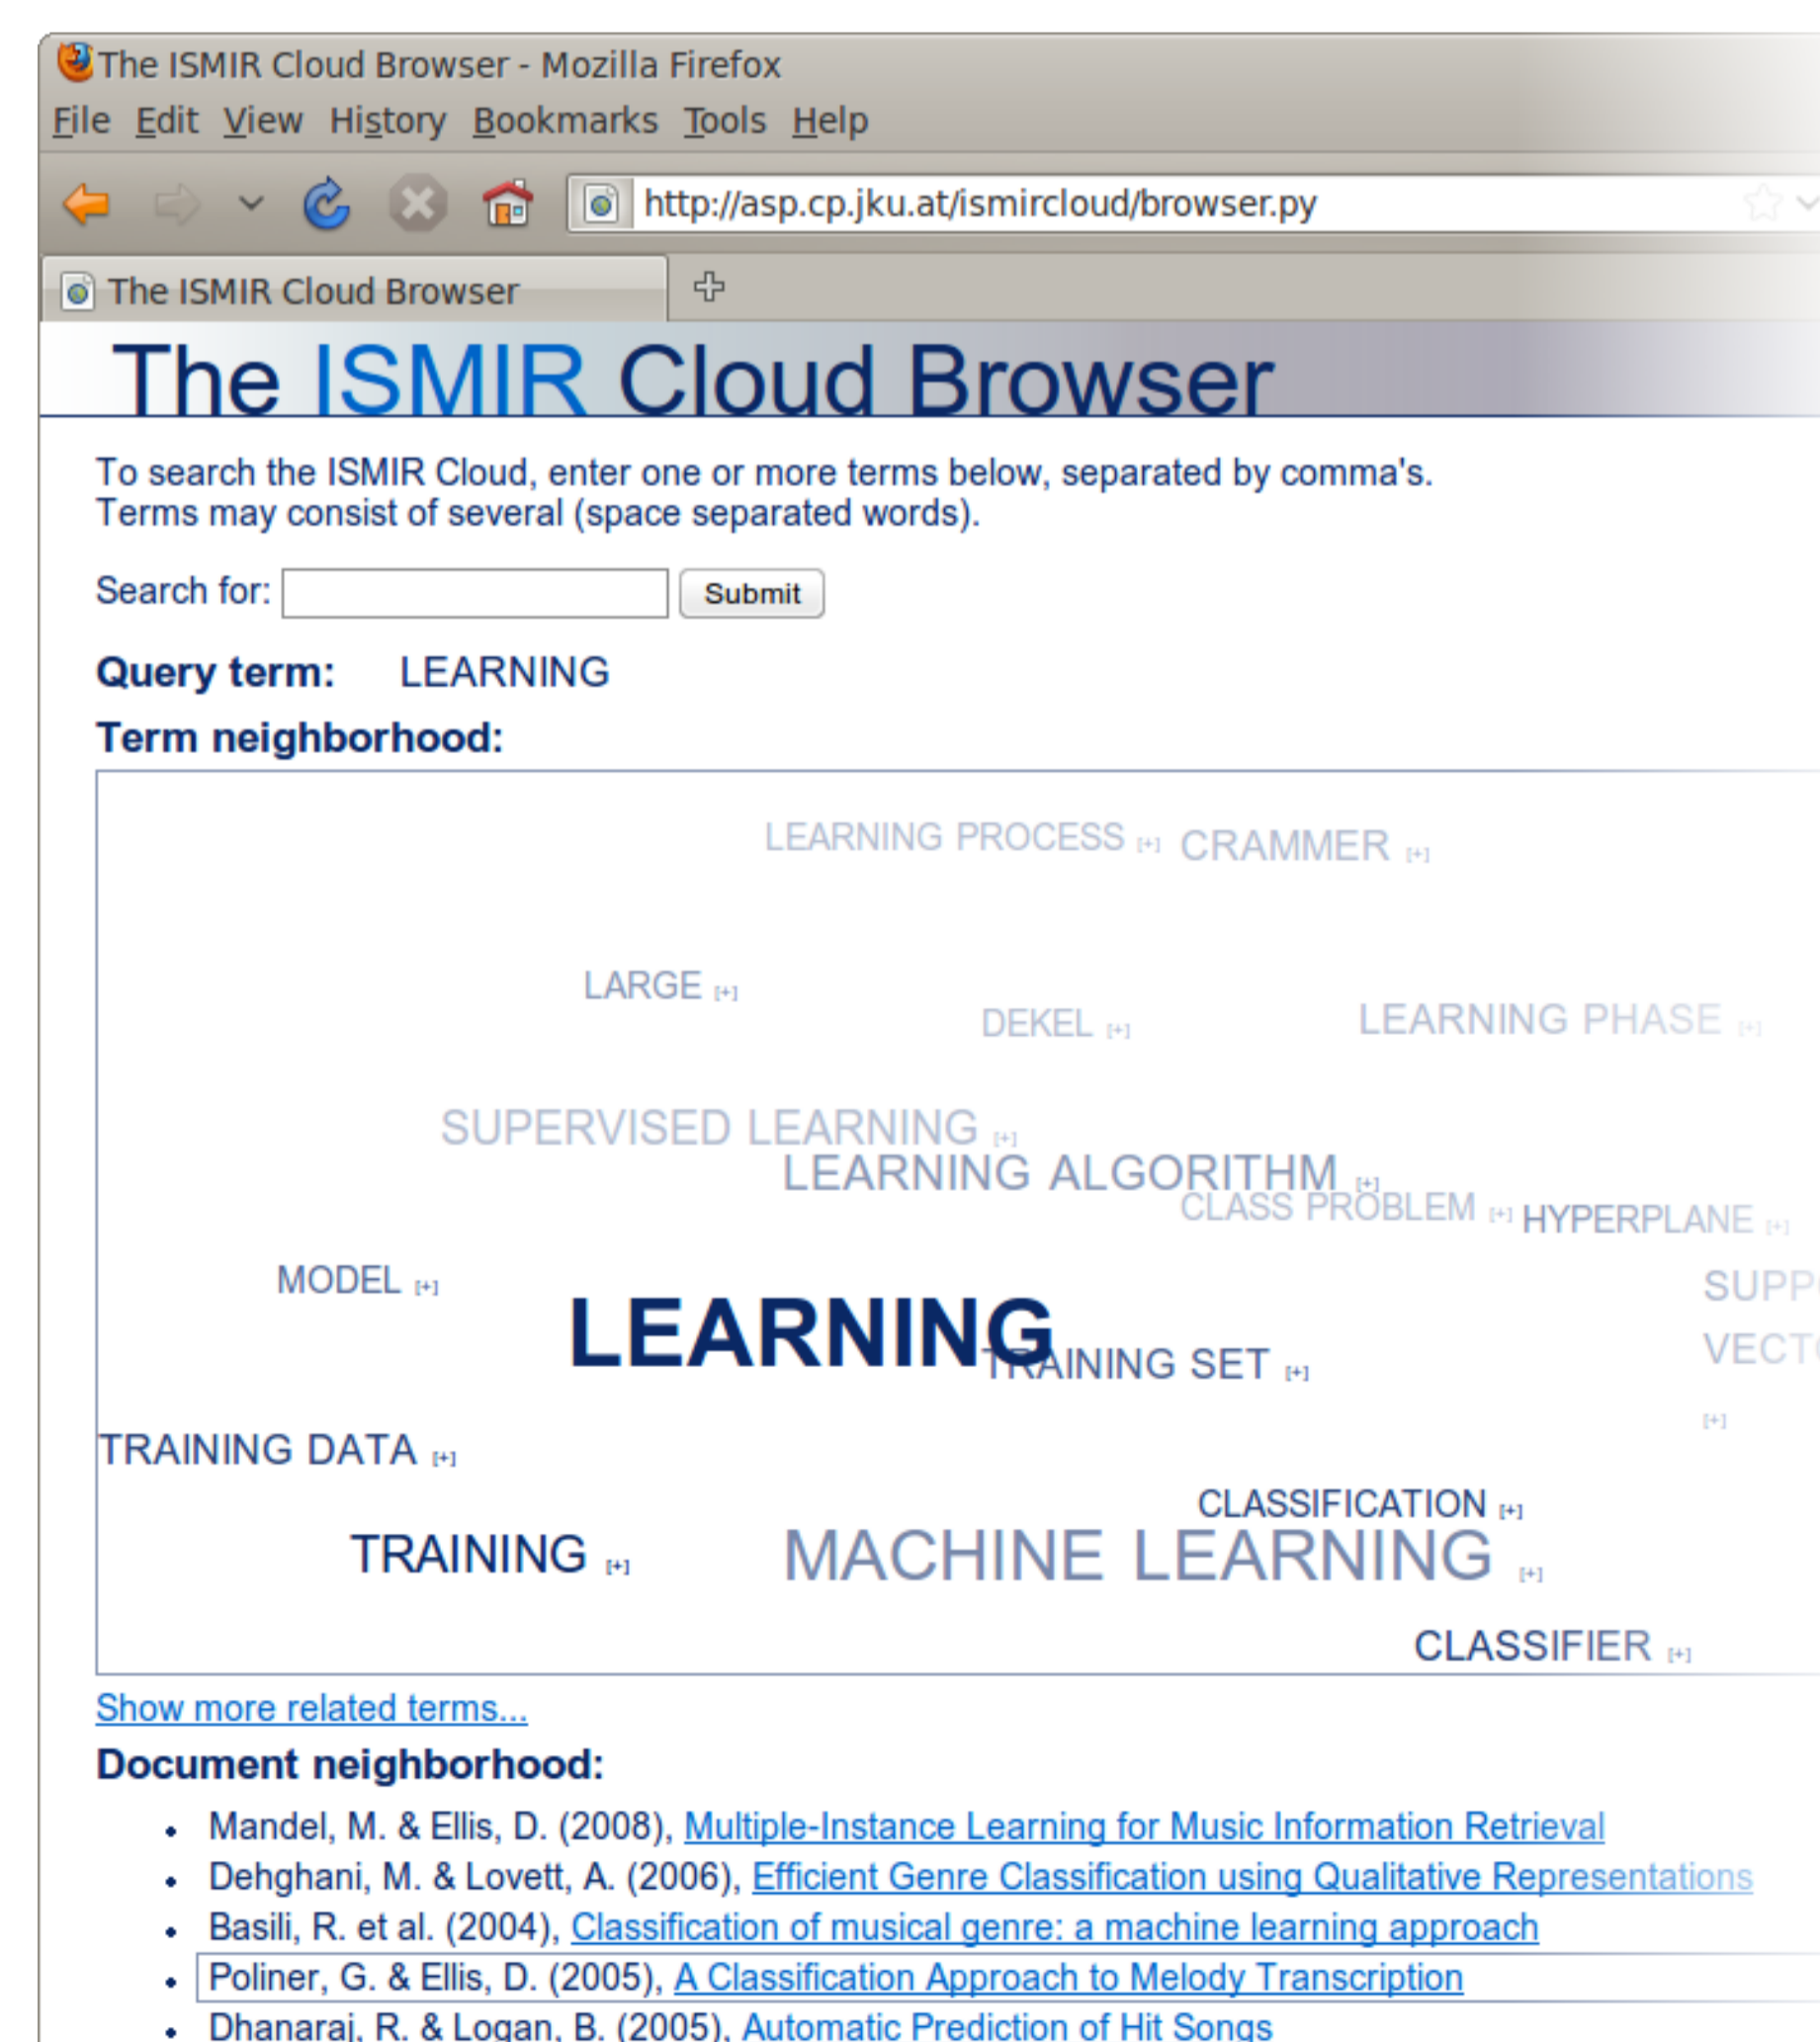 The ISMIR Cloud Browser - Mozilla Firefox
File Edit View History Bookmarks Tools Help
http://asp.cp.jku.at/ismircloud/browser.py
The ISMIR Cloud Browser
The ISMIR Cloud Browser
To search the ISMIR Cloud, enter one or more terms below, separated by comma's.
Terms may consist of several (space separated words).
Search for: Submit
Query term: LEARNING
Term neighborhood:
LEARNING PROCESS [+] CRAMMER [+]
LARGE [+]
DEKEL [+] LEARNING PHASE [+]
SUPERVISED LEARNING [+]
LEARNING ALGORITHM [+]
CLASS PROBLEM [+] HYPERPLANE [+]
MODEL [+]
LEARNING
TRAINING SET [+]
[+]
TRAINING DATA [+]
CLASSIFICATION [+]
TRAINING [+] MACHINE LEARNING [+]
CLASSIFIER [+]
Show more related terms...
Document neighborhood:
• Mandel, M. & Ellis, D. (2008), Multiple-Instance Learning for Music Information Retrieval
• Dehghani, M. & Lovett, A. (2006), Efficient Genre Classification using Qualitative Representations
• Basili, R. et al. (2004), Classification of musical genre: a machine learning approach
• Poliner, G. & Ellis, D. (2005), A Classification Approach to Melody Transcription
• Dhanaraj, R. & Logan, B. (2005), Automatic Prediction of Hit Songs